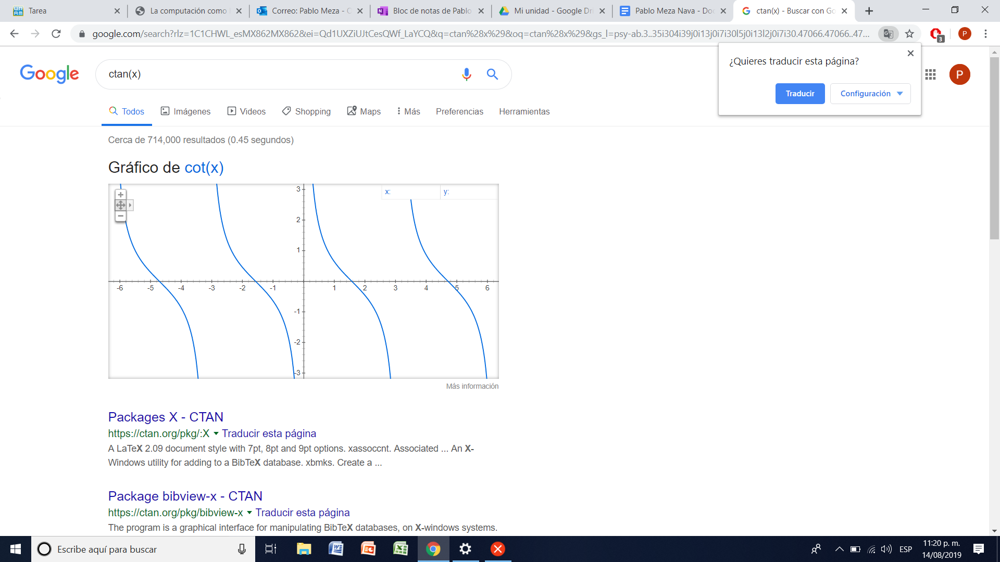 Tarea
La computación como
Correo: Pablo Meza - C
Bloc de notas de Pablo
Mi unidad - Google Dri
Pablo Meza Nava - Doc
ctan(x) - Buscar con Go
google.com/search?rlz=1C1CHWL_esMX862MX862&ei=Qd1UXZiUJtCesQWf_LaYCQ&q=ctan%28x%29&oq=ctan%28x%29&gs_l=psy-ab.3..35i304i39j0i13j0i7i30l5j0i13l2j0i7i30.47066.47066..47...
3
P
¿Quieres traducir esta página?
Traducir
Configuración
Google
ctan(x)
P
Todos
Imágenes
Videos
Shopping
Maps
Más
Preferencias
Herramientas
Cerca de 714,000 resultados (0.45 segundos)
Gráfico de cot(x)
x:
y:
3
2
1
-6 -5 -4 -3 -2 -1 1 2 3 4 5 6
-1
-2
-3
Más información
Packages X - CTAN
https://ctan.org/pkg/:X Traducir esta página
A LaTeX 2.09 document style with 7pt, 8pt and 9pt options. xassoccnt. Associated ... An X-
Windows utility for adding to a BibTeX database. xbmks. Create a ...
Package bibview-x - CTAN
https://ctan.org/pkg/bibview-x Traducir esta página
The program is a graphical interface for manipulating BibTeX databases, on X-windows systems.
Escribe aquí para buscar
ESP
11:20 p. m.
14/08/2019